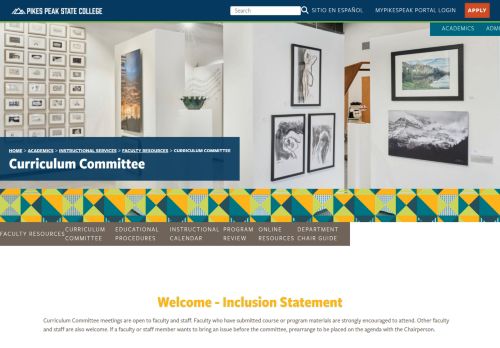 PIKES PEAK STATE COLLEGE
Search
SITIO EN ESPAÑOL
MYPIKESPEAK PORTAL LOGIN
APPLY
ACADEMICS
ADMI
HOME > ACADEMICS > INSTRUCTIONAL SERVICES > FACULTY RESOURCES > CURRICULUM COMMITTEE
Curriculum Committee
FACULTY RESOURCES
CURRICULUM
COMMITTEE
EDUCATIONAL
PROCEDURES
INSTRUCTIONAL
CALENDAR
PROGRAM
REVIEW
ONLINE
RESOURCES
DEPARTMENT
CHAIR GUIDE
Welcome - Inclusion Statement
Curriculum Committee meetings are open to faculty and staff. Faculty who have submitted course or program materials are strongly encouraged to attend. Other faculty
and staff are also welcome. If a faculty or staff member wants to bring an issue before the committee, prearrange to be placed on the agenda with the Chairperson.